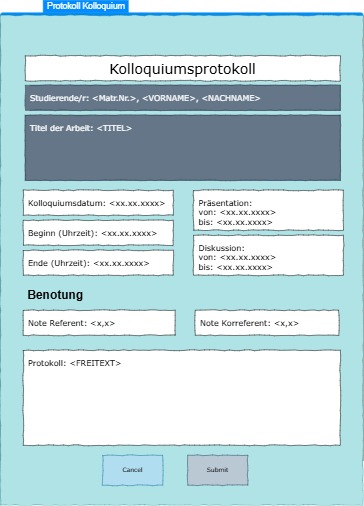 Protokoll Kolloquium
Kolloquiumsprotokoll
Studierende/r: <Matr.Nr.>, <VORNAME>, <NACHNAME>
Titel der Arbeit: <TITEL>
Kolloquiumsdatum: <xx.xx.xxxx>
Beginn (Uhrzeit): <xx.xx.xxxx>
Ende (Uhrzeit): <xx.xx.xxxx>
Präsentation:
von: <xx.xx.xxxx>
bis: <xx.xx.xxxx>
Diskussion:
von: <xx.xx.xxxx>
bis: <xx.xx.xxxx>
Benotung
Note Referent: <x,x>
Note Korreferent: <x,x>
Protokoll: <FREITEXT>
Cancel
Submit